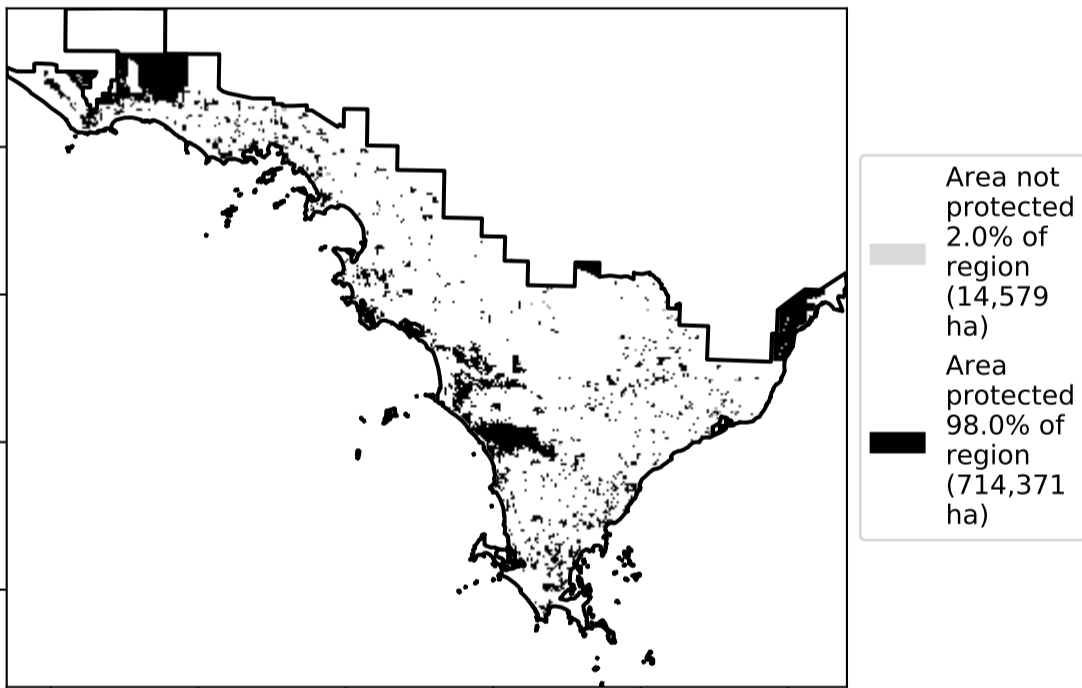 Area not
protected
2.0% of
region
(14,579
ha)
Area
protected
98.0% of
region
(714,371
ha)